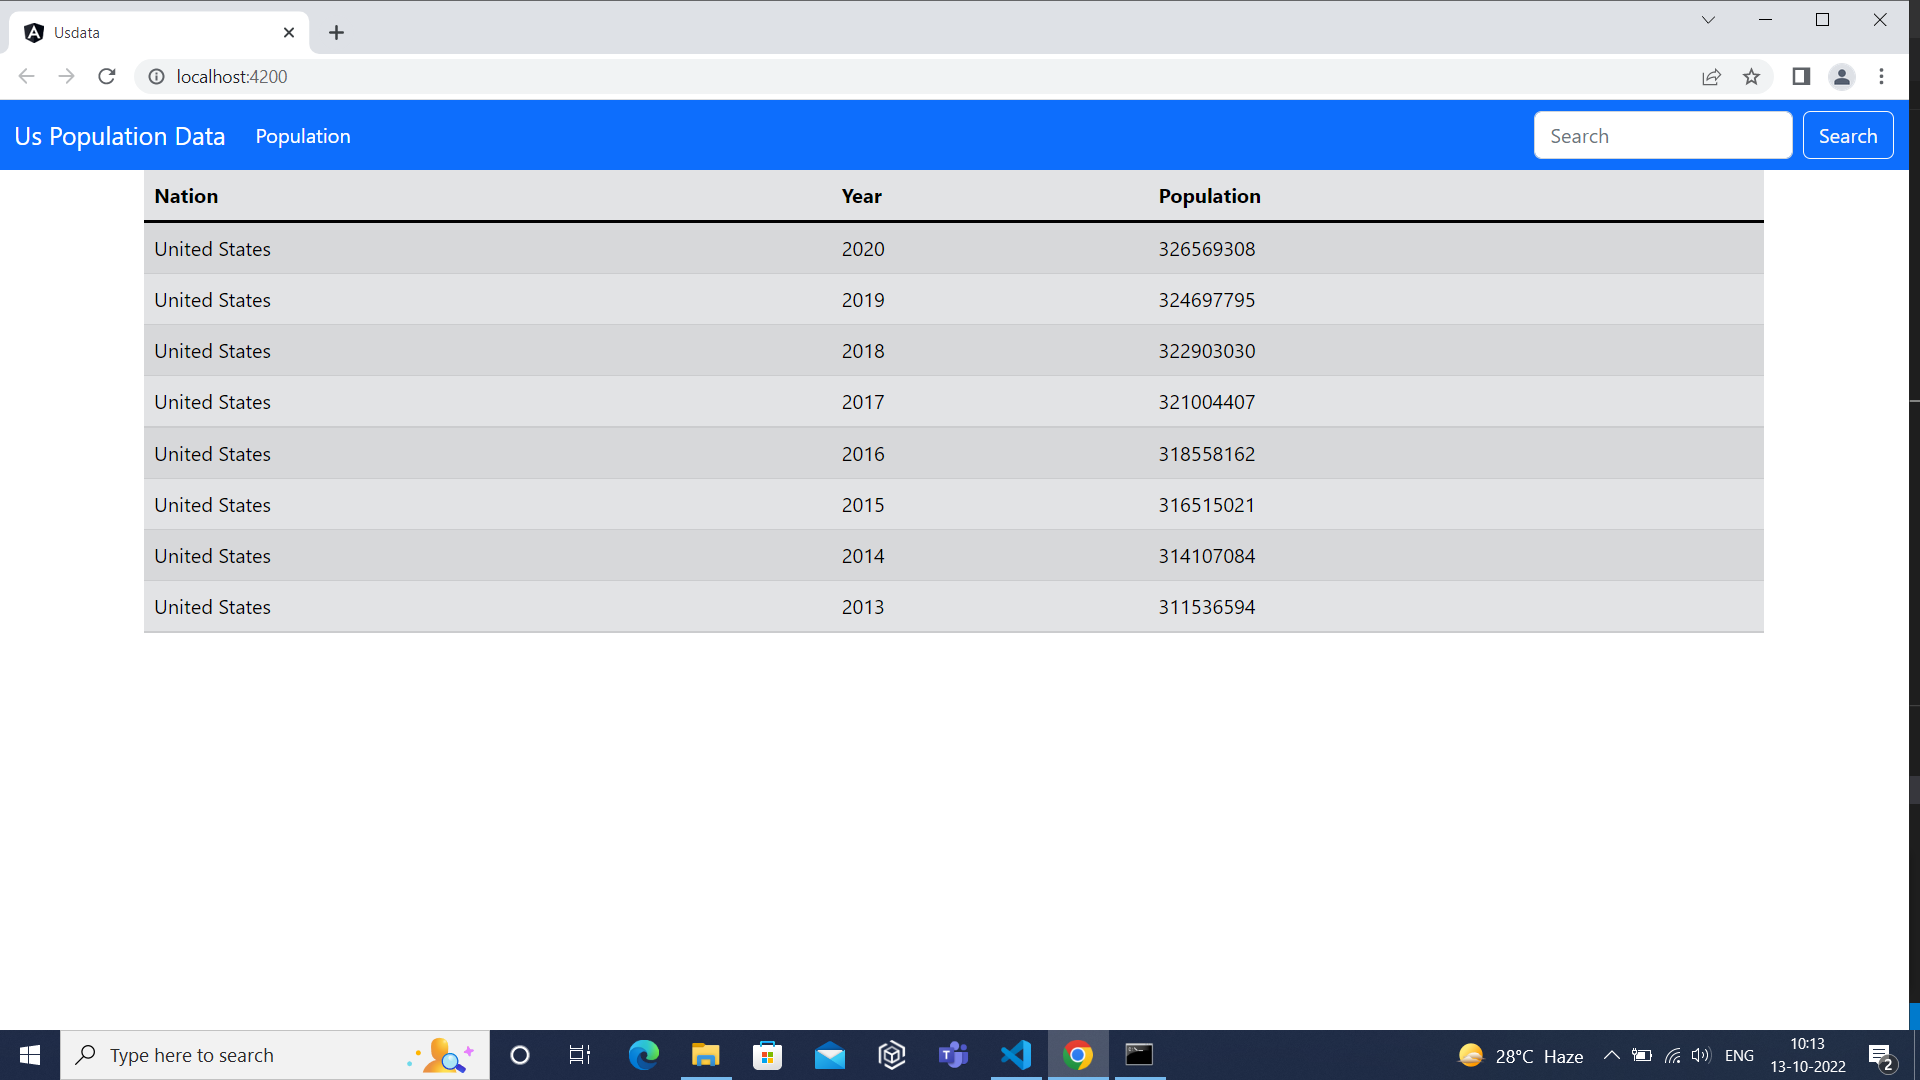 Usdata
localhost:4200
Us Population Data Population Search Search
Nation Year Population
United States 2020 326569308
United States 2019 324697795
United States 2018 322903030
United States 2017 321004407
United States 2016 318558162
United States 2015 316515021
United States 2014 314107084
United States 2013 311536594
Type here to search
28°C Haze
ENG
10:13
13-10-2022
2